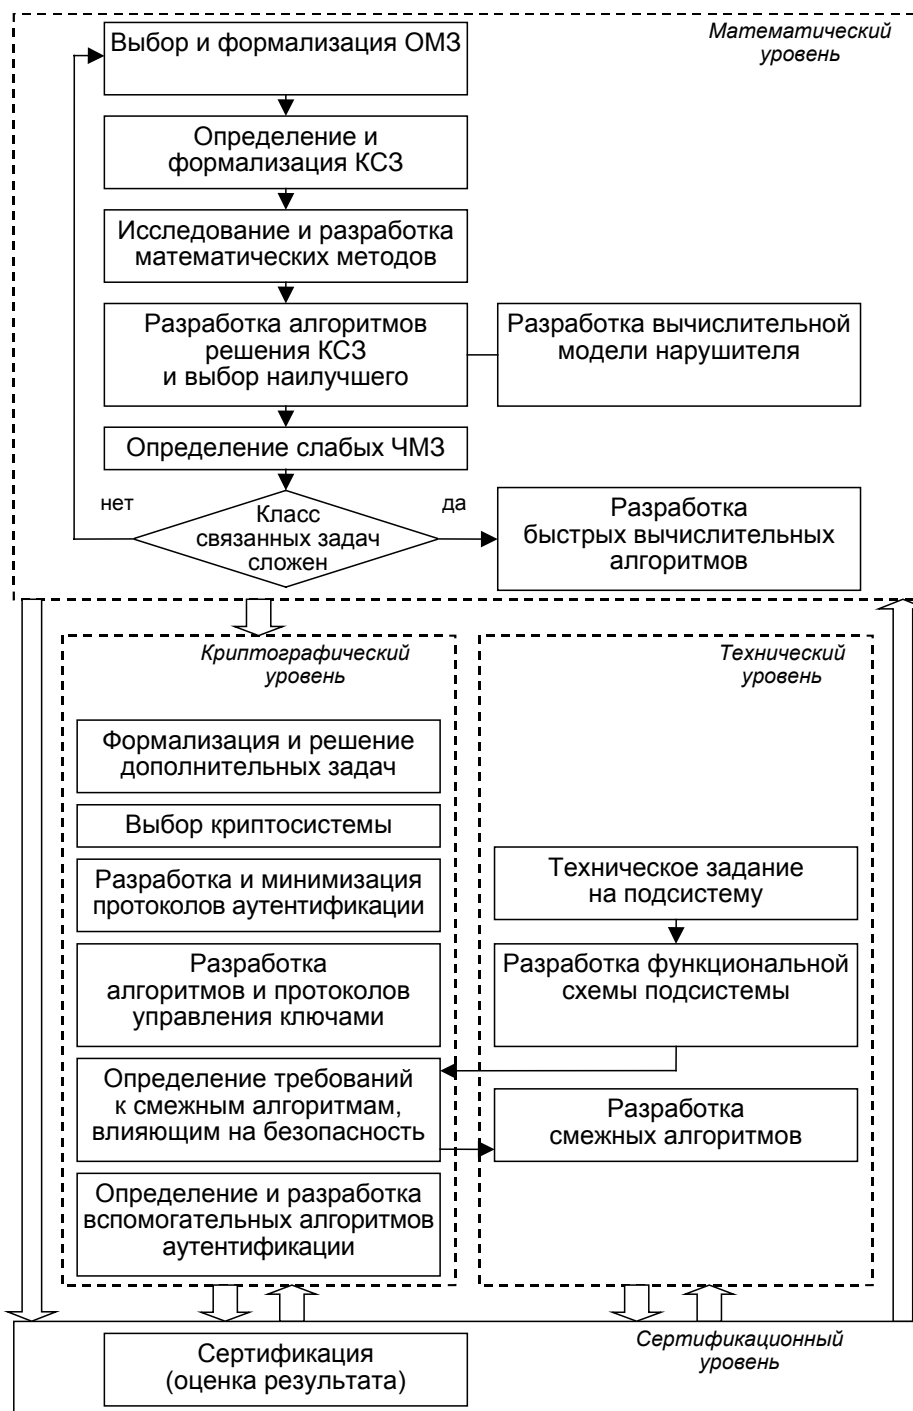 Математический
уровень
Выбор и формализация ОМЗ
Определение и
формализация КСЗ
Исследование и разработка
математических методов
Разработка алгоритмов
решения КСЗ
и выбор наилучшего
Разработка вычислительной
модели нарушителя
Определение слабых ЧМЗ
нет
Класс
связанных задач
сложен
да
Разработка
быстрых вычислительных
алгоритмов
Криптографический
уровень
Формализация и решение
дополнительных задач
Выбор криптосистемы
Разработка и минимизация
протоколов аутентификации
Разработка
алгоритмов и протоколов
управления ключами
Определение требований
к смежным алгоритмам,
влияющим на безопасность
Определение и разработка
вспомогательных алгоритмов
аутентификации
Технический
уровень
Техническое задание
на подсистему
Разработка функциональной
схемы подсистемы
Разработка
смежных алгоритмов
Сертификационный
уровень
Сертификация
(оценка результата)